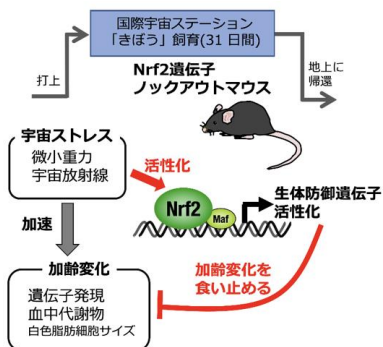 国際宇宙ステーション
「きぼう」飼育(31 日間)
打上
地上に
帰還
Nrf2遺伝子
ノックアウトマウス
宇宙ストレス
微小重力
宇宙放射線
活性化
Nrf2
Maf
生体防御遺伝子
活性化
加速
加齢変化
遺伝子発現
血中代謝物
白色脂肪細胞サイズ
加齢変化を
食い止める